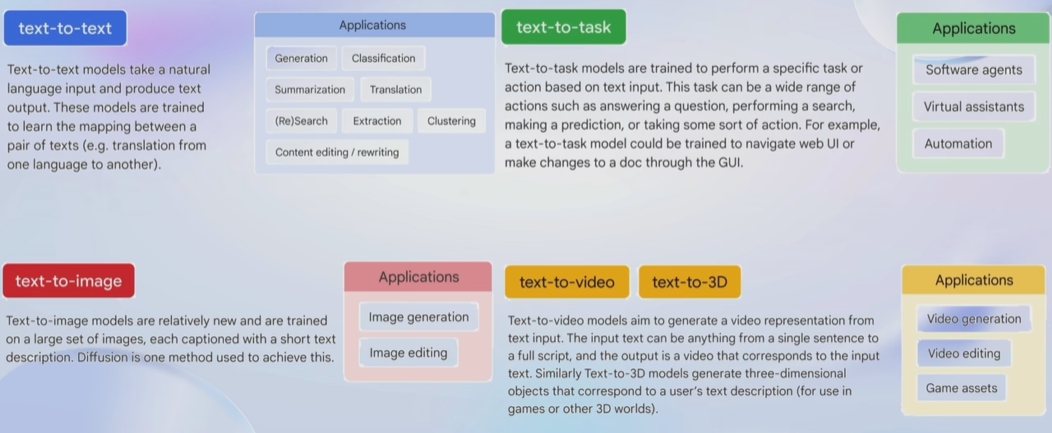 text-to-text
Text-to-text models take a natural
language input and produce text
output. These models are trained
to learn the mapping between a
pair of texts (e.g. translation from
one language to another).
Applications
Generation
Classification
Summarization
Translation
(Re)Search
Extraction
Clustering
Content editing / rewriting
text-to-task
Text-to-task models are trained to perform a specific task or
action based on text input. This task can be a wide range of
actions such as answering a question, performing a search,
making a prediction, or taking some sort of action. For example,
a text-to-task model could be trained to navigate web UI or
make changes to a doc through the GUI.
Applications
Software agents
Virtual assistants
Automation
text-to-image
Text-to-image models are relatively new and are trained
on a large set of images, each captioned with a short text
description. Diffusion is one method used to achieve this.
Applications
Image generation
Image editing
text-to-video
text-to-3D
Text-to-video models aim to generate a video representation from
text input. The input text can be anything from a single sentence to
a full script, and the output is a video that corresponds to the input
text. Similarly Text-to-3D models generate three-dimensional
objects that correspond to a user's text description (for use in
games or other 3D worlds).
Applications
Video generation
Video editing
Game assets